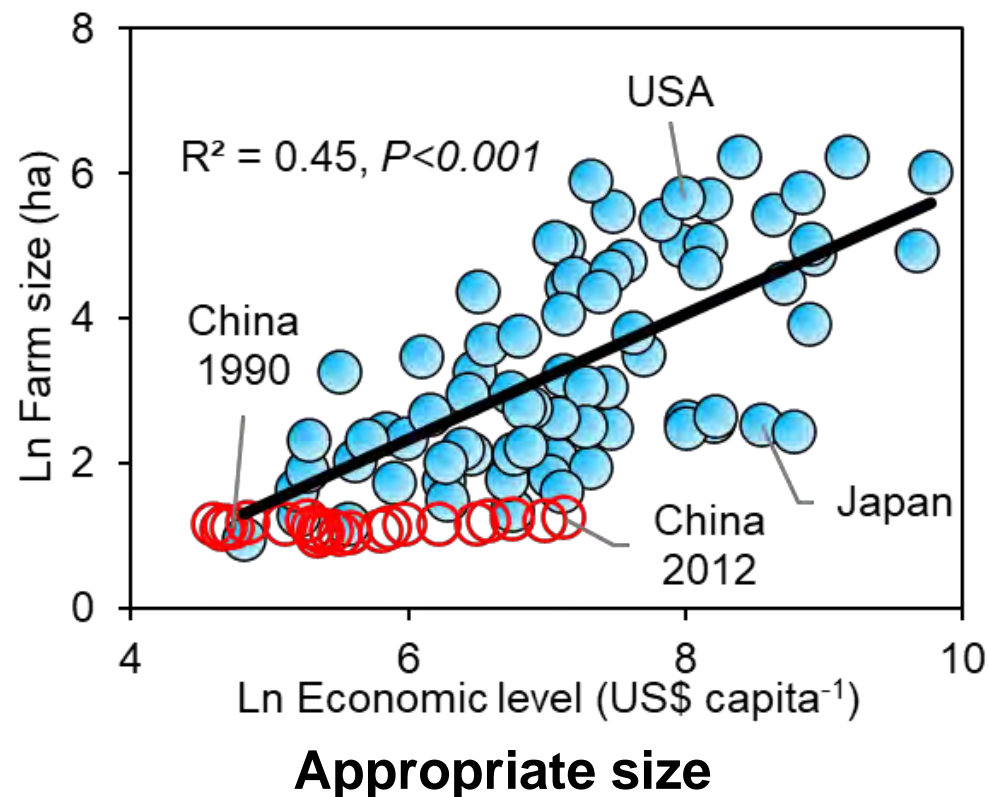 8
USA
R² = 0.45, P<0.001
6
Ln Farm size (ha)
China
1990
4
2
Japan
China
2012
0
4 6 8 10
Ln Economic level (US$ capita⁻¹)
Appropriate size